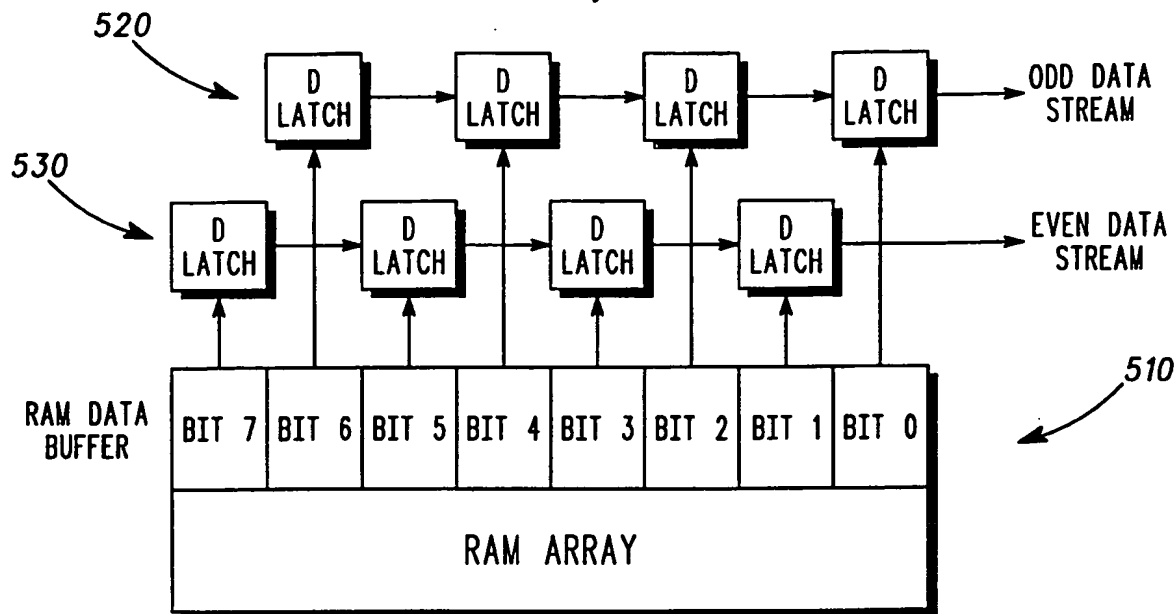 520
D LATCH
D LATCH
D LATCH
D LATCH
ODD DATA STREAM
530
D LATCH
D LATCH
D LATCH
D LATCH
EVEN DATA STREAM
510
RAM DATA BUFFER
BIT 7
BIT 6
BIT 5
BIT 4
BIT 3
BIT 2
BIT 1
BIT 0
RAM ARRAY